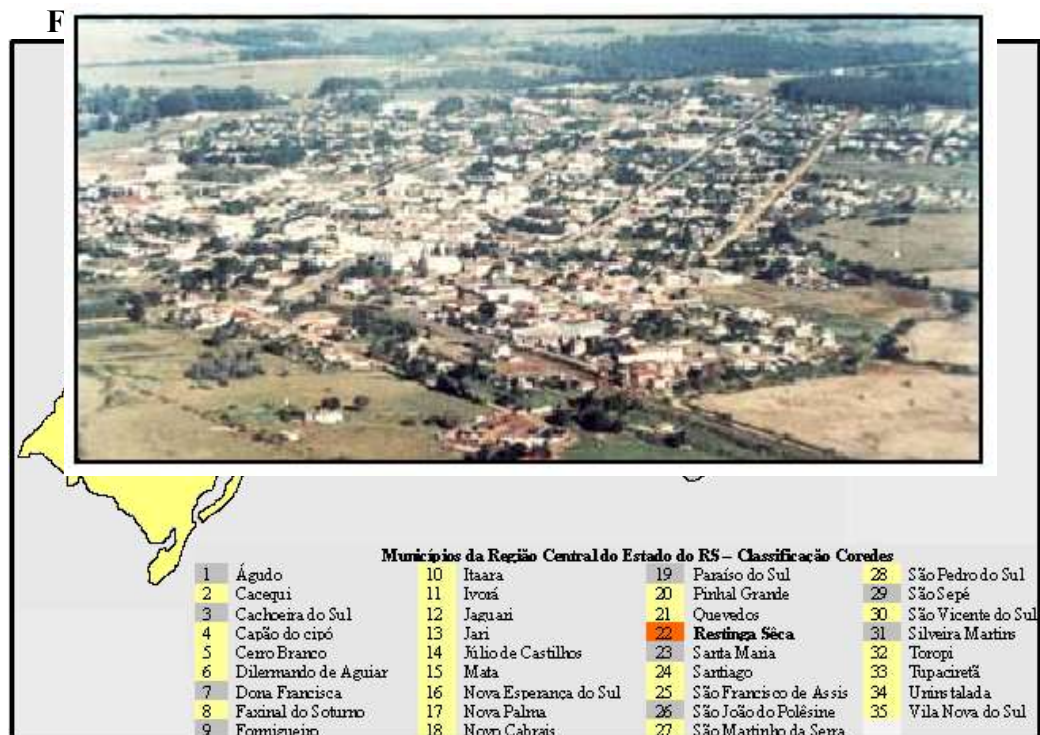 F
Municípios da Região Central do Estado do RS – Classificação Coredes
1 Águdo
2 Cacequi
3 Cachoeira do Sul
4 Capão do cipó
5 Cerro Branco
6 Dilermando de Aguiar
7 Dona Francisca
8 Faxinal do Soturno
9 Formigueiro
10 Itaara
11 Ivorá
12 Jaguari
13 Jari
14 Júlio de Castilhos
15 Mata
16 Nova Esperança do Sul
17 Nova Palma
18 Novo Cabrais
19 Paraíso do Sul
20 Pinhal Grande
21 Quevedos
22 Restinga Sêca
23 Santa Maria
24 Santiago
25 São Francisco de Assis
26 São João do Polêsine
27 São Martinho da Serra
28 São Pedro do Sul
29 São Sepé
30 São Vicente do Sul
31 Silveira Martins
32 Toropi
33 Tupaciretã
34
35 Vila Nova do Sul